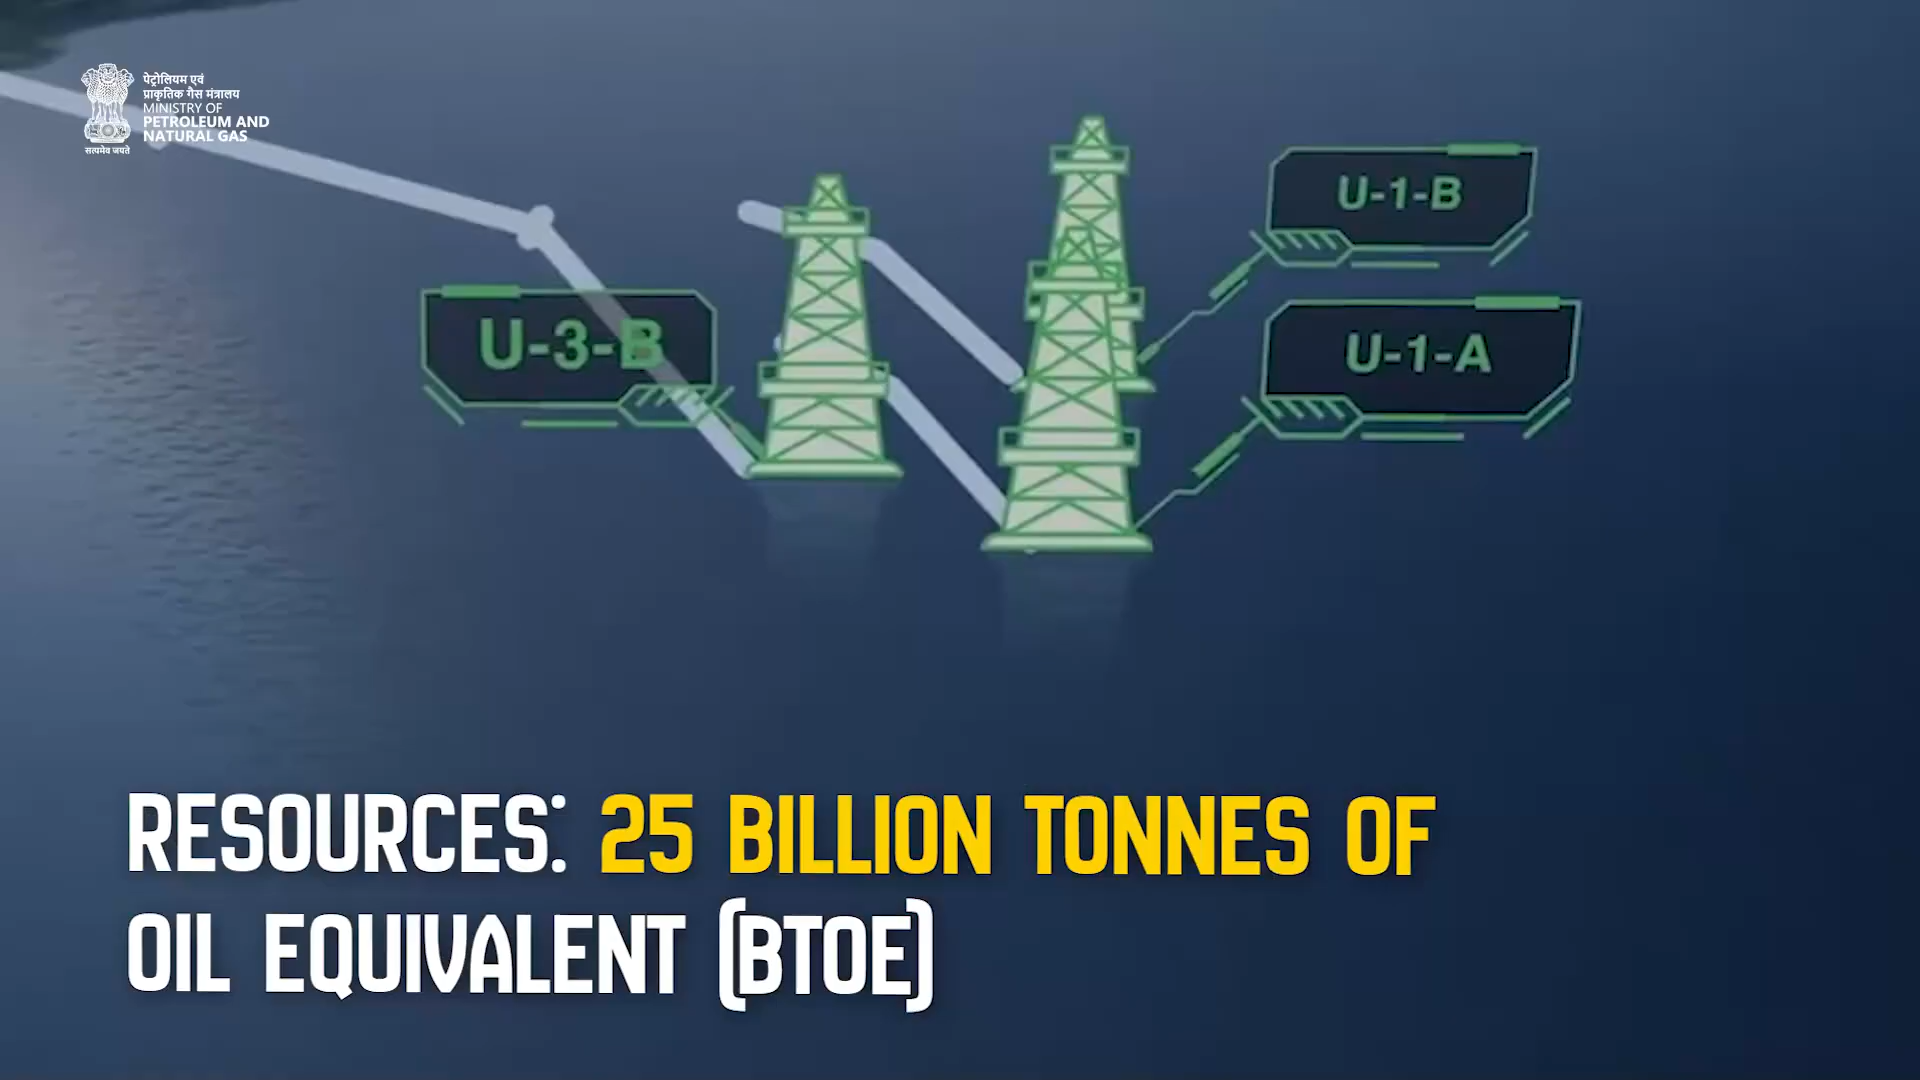 पेट्रोलियम एवं
प्राकृतिक गैस मंत्रालय
MINISTRY OF
PETROLEUM AND
NATURAL GAS
सत्यमेव जयते
U-1-B
U-3-B
U-1-A
RESOURCES: 25 BILLION TONNES OF
OIL EQUIVALENT (BTOE)